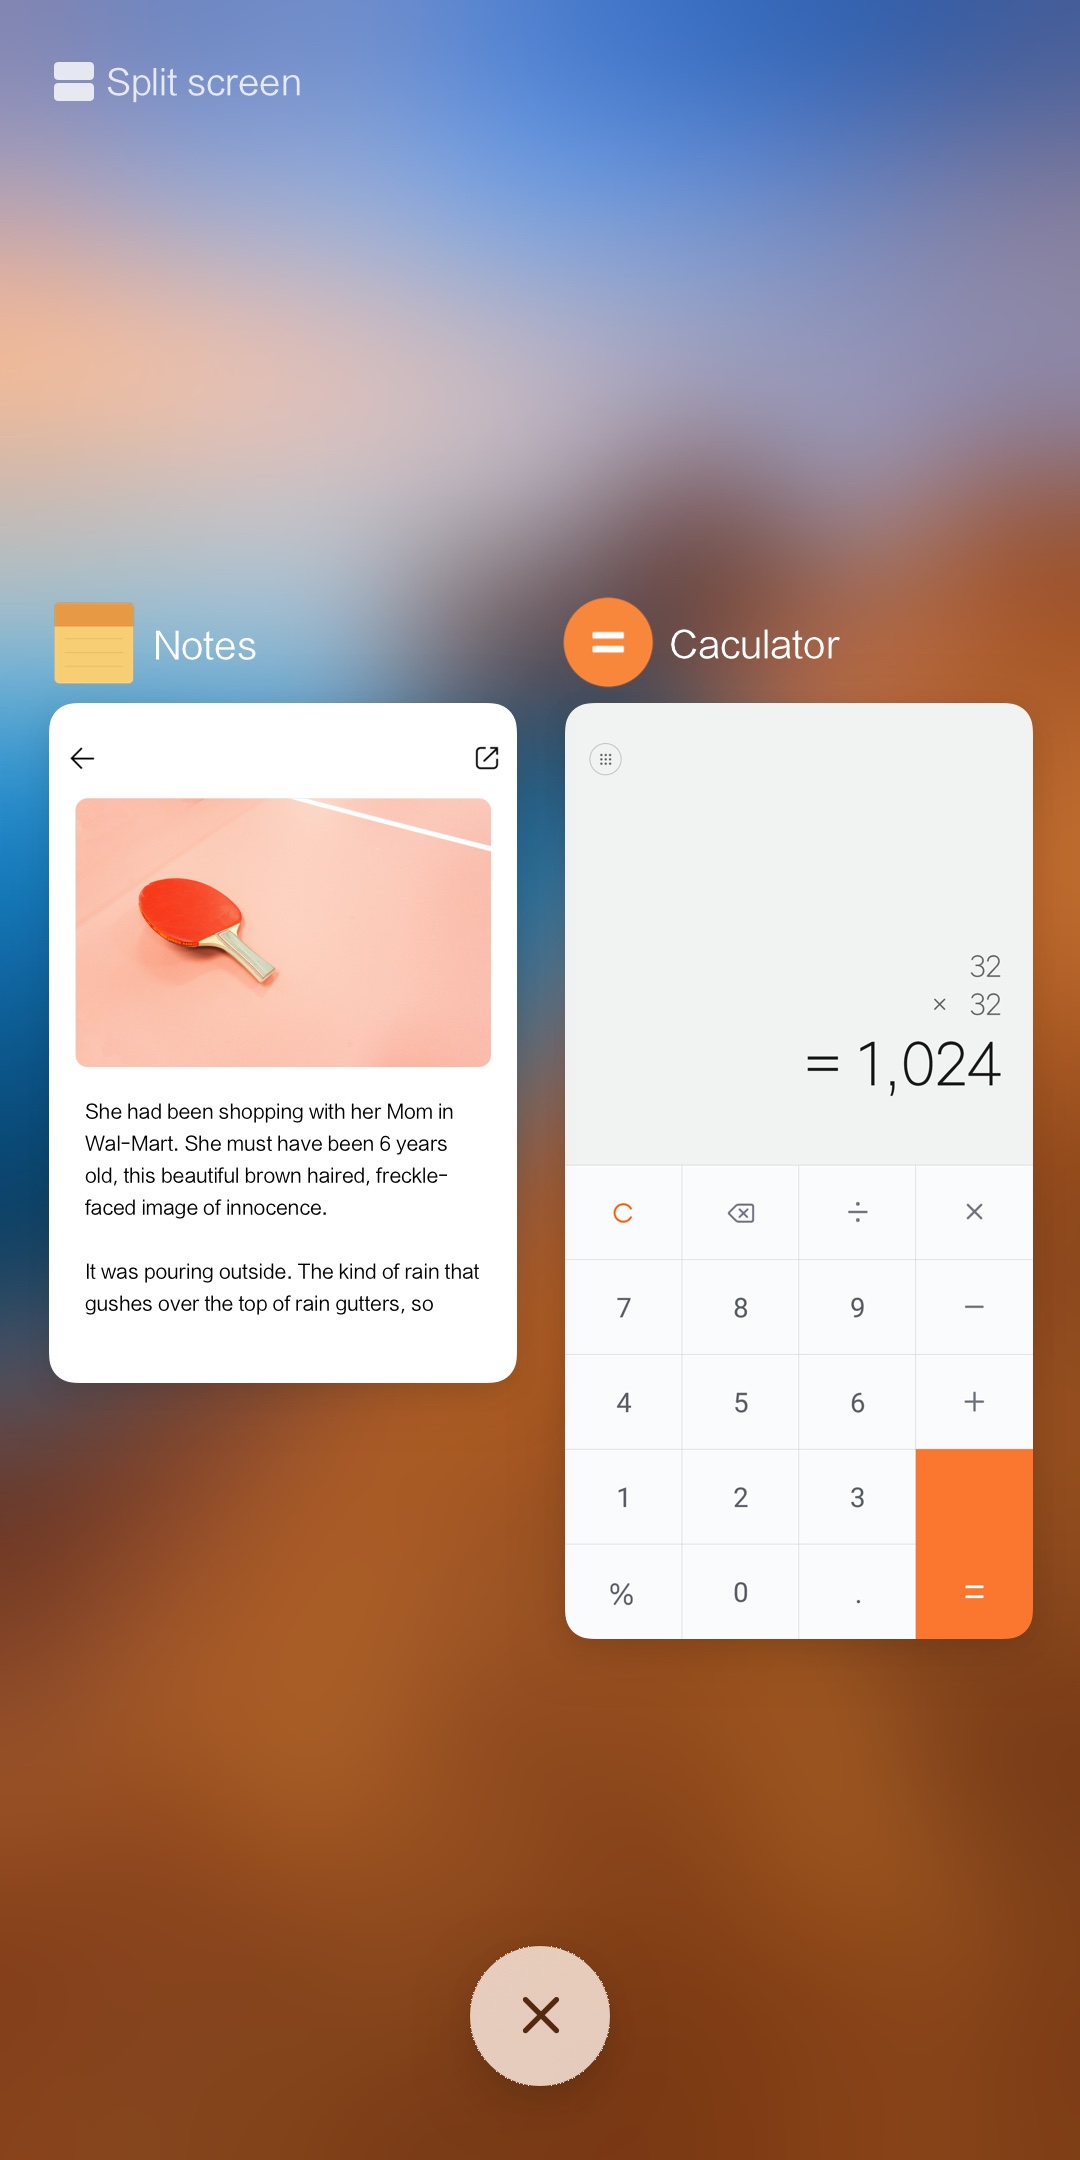 Split screen
Notes
She had been shopping with her Mom in
Wal-Mart. She must have been 6 years
old, this beautiful brown haired, freckle-
faced image of innocence.
It was pouring outside. The kind of rain that
gushes over the top of rain gutters, so
Caculator
32
× 32
= 1,024
C ÷ ×
7 8 9 −
4 5 6 +
1 2 3
% 0 . =